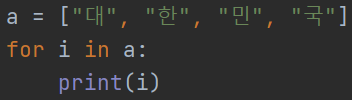 a = ["대", "한", "민", "국"]
for i in a:
    print(i)